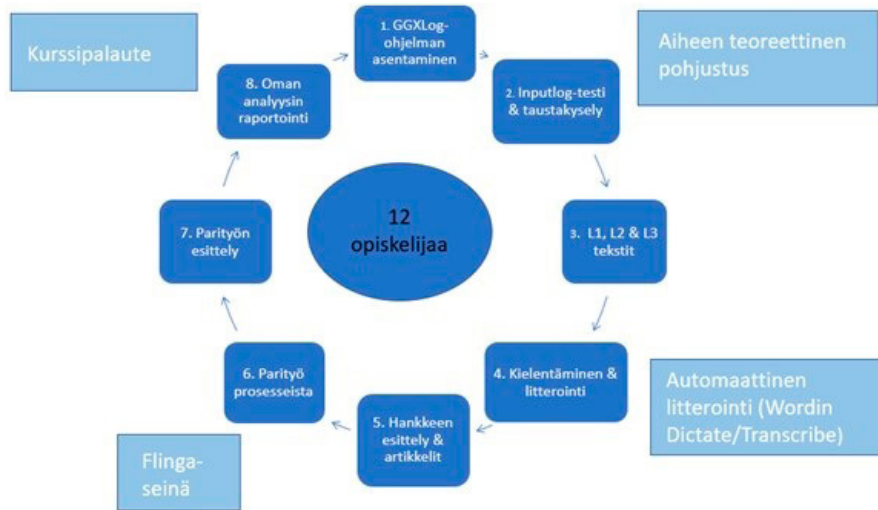 Kurssipalaute
1. GGXLog-
ohjelman
asentaminen
Aiheen teoreettinen
pohjustus
8. Oman
analyysin
raportointi
2. Inputlog-testi
& taustakysely
12
opiskelijaa
7. Parityön
esittely
3. L1, L2 & L3
tekstit
6. Parityö
prosesseista
4. Kielentäminen &
litterointi
5. Hankkeen
esittely &
artikkelit
Automaattinen
litterointi (Wordin
Dictate/Transcribe)
Flinga-
seinä